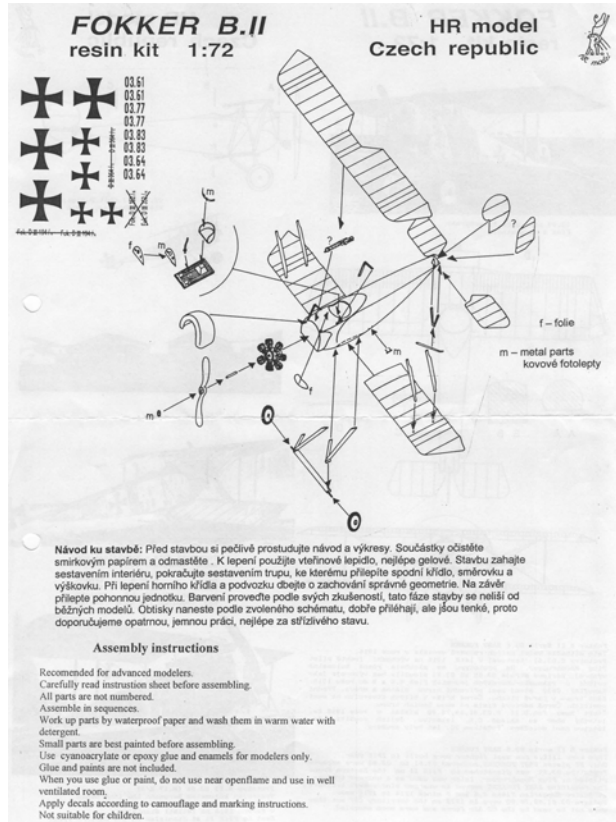 FOKKER B.II
resin kit 1:72
HR model
Czech republic
HR model
03.61
03.61
03.77
03.77
03.83
03.83
03.64
03.64
m
f
m
?
?
f – folie
m – metal parts
kovové fotolepty
m
f
m
Návod ku stavbě: Před stavbou si pečlivě prostudujte návod a výkresy. Součástky očistěte
smirkovým papírem a odmastěte . K lepení použijte vteřinové lepidlo, nejlépe gelové. Stavbu zahajte
sestavením interiéru, pokračujte sestavením trupu, ke kterému přilepíte spodní křídlo, směrovku a
výškovku. Při lepení horního křídla a podvozku dbejte o zachování správné geometrie. Na závěr
přilepte pohonnou jednotku. Barvení proveďte podle svých zkušeností, tato fáze stavby se neliší od
běžných modelů. Obtisky naneste podle zvoleného schématu, dobře přiléhají, ale jsou tenké, proto
doporučujeme opatrnou, jemnou práci, nejlépe za střízlivého stavu.
Assembly instructions
Recomended for advanced modelers.
Carefully read instrustion sheet before assembling.
All parts are not numbered.
Assemble in sequences.
Work up parts by waterproof paper and wash them in warm water with
detergent.
Small parts are best painted before assembling.
Use cyanoacrylate or epoxy glue and enamels for modelers only.
Glue and paints are not included.
When you use glue or paint, do not use near openflame and use in well
ventilated room.
Apply decals according to camouflage and marking instructions.
Not suitable for children.